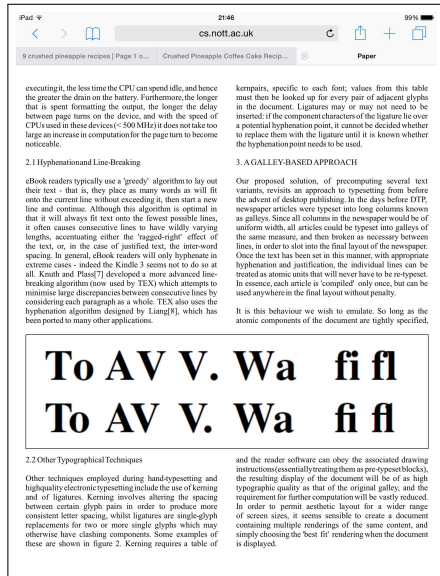 iPad
21:46
99%
cs.nott.ac.uk
9 crushed pineapple recipes | Page 1 o...
Crushed Pineapple Coffee Cake Recip...
Paper
executing it, the less time the CPU can spend idle, and hence
the greater the drain on the battery. Furthermore, the longer
that is spent formatting the output, the longer the delay
between page turns on the device, and with the speed of
CPUs used in these devices (< 500 MHz) it does not take too
large an increase in computation for the page turn to become
noticeable.
2.1 Hyphenation and Line-Breaking
eBook readers typically use a 'greedy' algorithm to lay out
their text - that is, they place as many words as will fit
onto the current line without exceeding it, then start a new
line and continue. Although this algorithm is optimal in
that it will always fit text onto the fewest possible lines,
it often causes consecutive lines to have wildly varying
lengths, accentuating either the 'ragged-right' effect of
the text, or, in the case of justified text, the inter-word
spacing. In general, eBook readers will only hyphenate in
extreme cases - indeed the Kindle 3 seems not to do so at
all. Knuth and Plass[7] developed a more advanced line-
breaking algorithm (now used by TEX) which attempts to
minimise large discrepancies between consecutive lines by
considering each paragraph as a whole. TEX also uses the
hyphenation algorithm designed by Liang[8], which has
been ported to many other applications.
kernpairs, specific to each font; values from this table
must then be looked up for every pair of adjacent glyphs
in the document. Ligatures may or may not need to be
inserted: if the component characters of the ligature lie over
a potential hyphenation point, it cannot be decided whether
to replace them with the ligature until it is known whether
the hyphenation point needs to be used.
3. A GALLEY-BASED APPROACH
Our proposed solution, of precomputing several text
variants, revisits an approach to typesetting from before
the advent of desktop publishing. In the days before DTP,
newspaper articles were typeset into long columns known
as galleys. Since all columns in the newspaper would be of
uniform width, all articles could be typeset into galleys of
the same measure, and then broken as necessary between
lines, in order to slot into the final layout of the newspaper.
Once the text has been set in this manner, with appropriate
hyphenation and justification, the individual lines can be
treated as atomic units that will never have to be re-typeset.
In essence, each article is 'compiled' only once, but can be
used anywhere in the final layout without penalty.
It is this behaviour we wish to emulate. So long as the
atomic components of the document are tightly specified,
To AV V. Wa fi fl
To AV V. Wa fi fl
2.2 Other Typographical Techniques
Other techniques employed during hand-typesetting and
highquality electronic typesetting include the use of kerning
and of ligatures. Kerning involves altering the spacing
between certain glyph pairs in order to produce more
consistent letter spacing, whilst ligatures are single-glyph
replacements for two or more single glyphs which may
otherwise have clashing components. Some examples of
these are shown in figure 2. Kerning requires a table of
and the reader software can obey the associated drawing
instructions (essentially treating them as pre-typeset blocks),
the resulting display of the document will be of as high
typographic quality as that of the original galley, and the
requirement for further computation will be vastly reduced.
In order to permit esthetic layout for a wider range
of screen sizes, it seems sensible to create a document
containing multiple renderings of the same content, and
simply choosing the 'best fit' rendering when the document
is displayed.